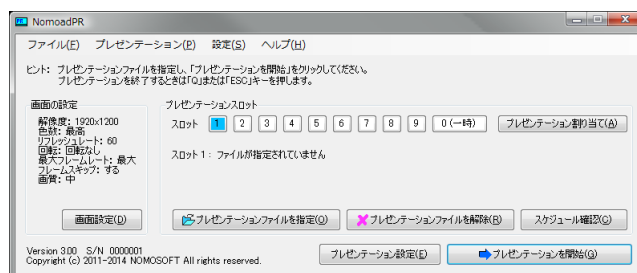 NomoadPR
ファイル(F) プレゼンテーション(P) 設定(S) ヘルプ(H)
ヒント: プレゼンテーションファイルを指定し、「プレゼンテーションを開始」をクリックしてください。
プレゼンテーションを終了するときは「Q」または「ESC」キーを押します。
画面の設定
解像度: 1920x1200
色数: 最高
リフレッシュレート: 60
回転: 回転なし
最大フレームレート: 最大
フレームスキップ: する
画質: 中
画面設定(D)
プレゼンテーションスロット
スロット 1 2 3 4 5 6 7 8 9 0 (一時) プレゼンテーション割り当て(A)
スロット 1 : ファイルが指定されていません
プレゼンテーションファイルを指定(O) プレゼンテーションファイルを解除(R) スケジュール確認(C)
Version 3.00 S/N 0000001
Copyright (c) 2011-2014 NOMOSOFT All rights reserved.
プレゼンテーション設定(E) プレゼンテーションを開始(G)